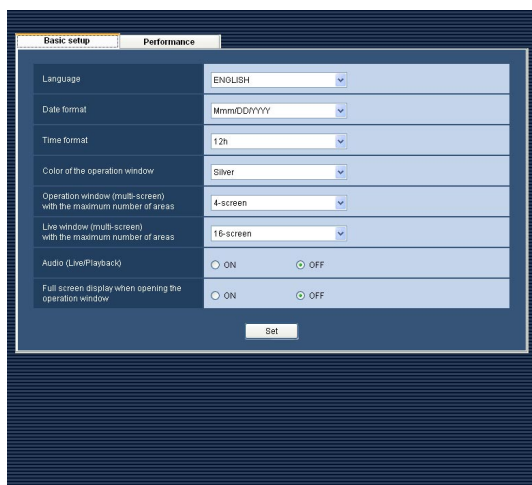 Basic setup
Performance
Language
ENGLISH
Date format
Mmm/DD/YYYY
Time format
12h
Color of the operation window
Silver
Operation window (multi-screen)
with the maximum number of areas
4-screen
Live window (multi-screen)
with the maximum number of areas
16-screen
Audio (Live/Playback)
ON
OFF
Full screen display when opening the
operation window
ON
OFF
Set